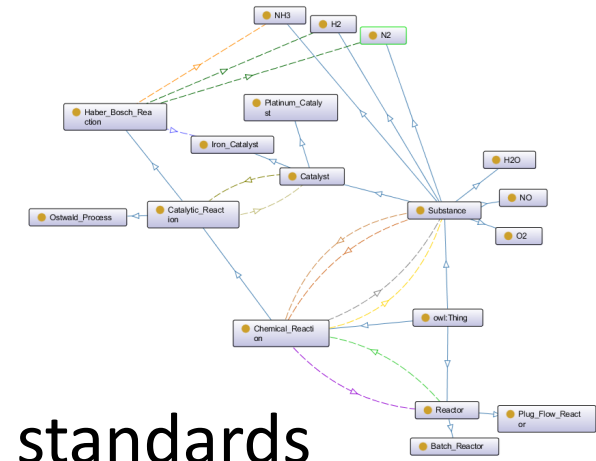 NH3
H2
N2
Platinum_Cataly
st
Haber_Bosch_Rea
ction
Iron_Catalyst
H2O
Catalyst
NO
Ostwald_Process
Catalytic_React
ion
Substance
O2
owl:Thing
Chemical_Reacti
on
Reactor
Plug_Flow_React
or
Batch_Reactor
standards